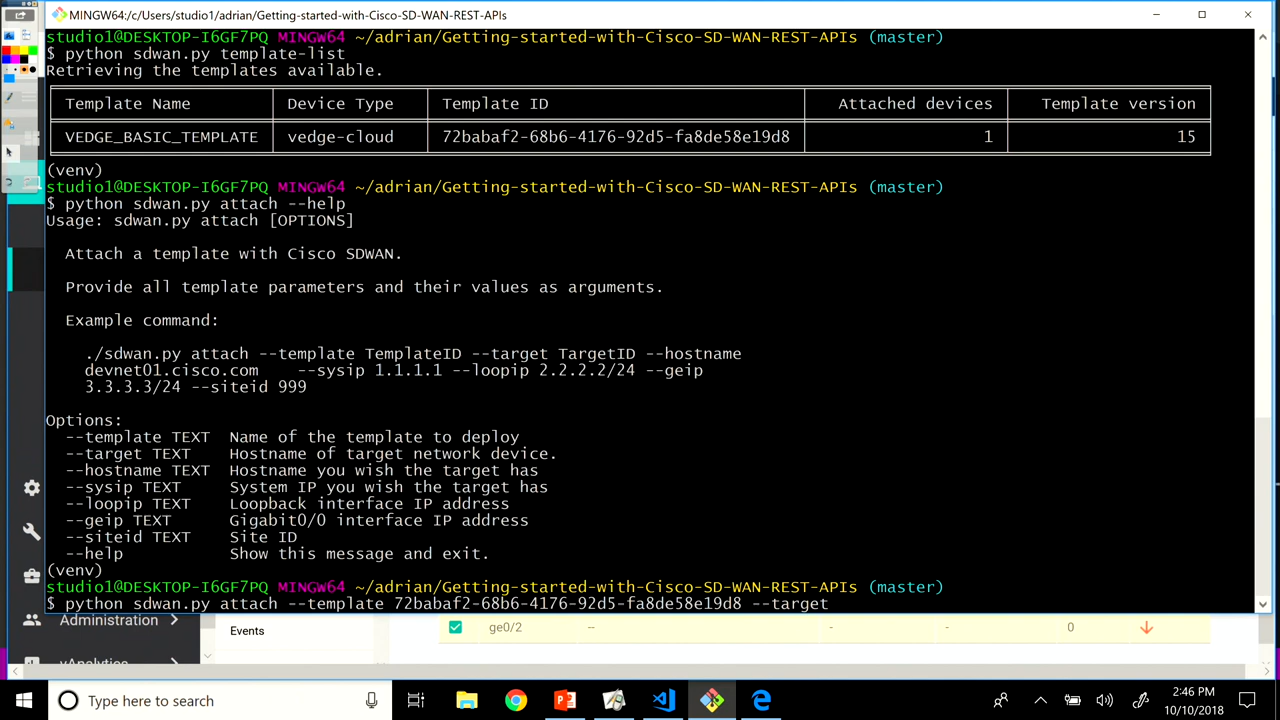 MINGW64:/c/Users/studio1/adrian/Getting-started-with-Cisco-SD-WAN-REST-APIs
studio1@DESKTOP-I6GF7PQ MINGW64 ~/adrian/Getting-started-with-Cisco-SD-WAN-REST-APIs (master)
$ python sdwan.py template-list
Retrieving the templates available.
Template Name Device Type Template ID Attached devices Template version
VEDGE_BASIC_TEMPLATE vedge-cloud 72babaf2-68b6-4176-92d5-fa8de58e19d8 1 15
(venv)
studio1@DESKTOP-I6GF7PQ MINGW64 ~/adrian/Getting-started-with-Cisco-SD-WAN-REST-APIs (master)
$ python sdwan.py attach --help
Usage: sdwan.py attach [OPTIONS]
Attach a template with Cisco SDWAN.
Provide all template parameters and their values as arguments.
Example command:
./sdwan.py attach --template TemplateID --target TargetID --hostname
devnet01.cisco.com --sysip 1.1.1.1 --loopip 2.2.2.2/24 --geip
3.3.3.3/24 --siteid 999
Options:
--template TEXT Name of the template to deploy
--target TEXT Hostname of target network device.
--hostname TEXT Hostname you wish the target has
--sysip TEXT System IP you wish the target has
--loopip TEXT Loopback interface IP address
--geip TEXT Gigabit0/0 interface IP address
--siteid TEXT Site ID
--help Show this message and exit.
(venv)
studio1@DESKTOP-I6GF7PQ MINGW64 ~/adrian/Getting-started-with-Cisco-SD-WAN-REST-APIs (master)
$ python sdwan.py attach --template 72babaf2-68b6-4176-92d5-fa8de58e19d8 --target
Administration
Events
ge0/2 -- - - 0
vAnalytics
Type here to search
2:46 PM
10/10/2018